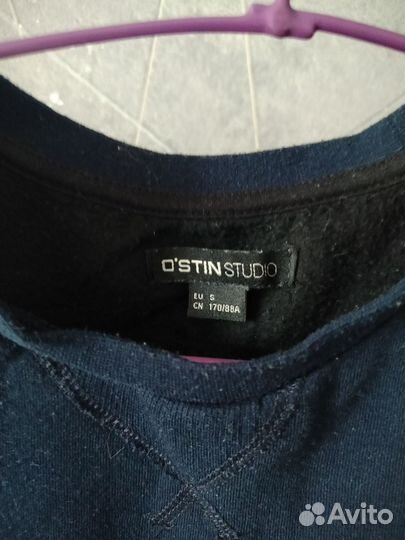 O'STIN STUDIO
EU S
CN 170/88A
Avito